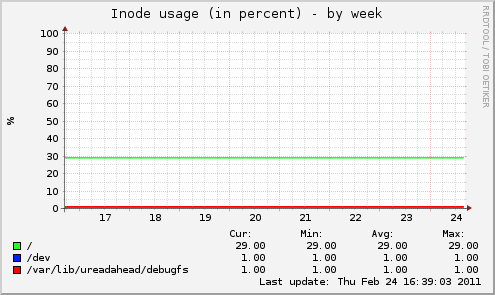 Inode usage (in percent) - by week
RRDTOOL / TOBI OETIKER
%
100
90
80
70
60
50
40
30
20
10
0
17 18 19 20 21 22 23 24
Cur: Min: Avg: Max:
/ 29.00 29.00 29.00 29.00
/dev 1.00 1.00 1.00 1.00
/var/lib/ureadahead/debugfs 1.00 1.00 1.00 1.00
Last update: Thu Feb 24 16:39:03 2011